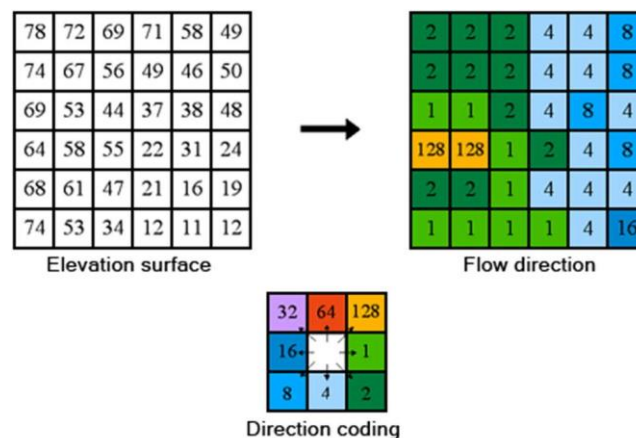 78 72 69 71 58 49
74 67 56 49 46 50
69 53 44 37 38 48
64 58 55 22 31 24
68 61 47 21 16 19
74 53 34 12 11 12
Elevation surface
2 2 2 4 4 8
2 2 2 4 4 8
1 1 2 4 8 4
128 128 1 2 4 8
2 2 1 4 4 4
1 1 1 1 4 16
Flow direction
32 64 128
16 1
8 4 2
Direction coding